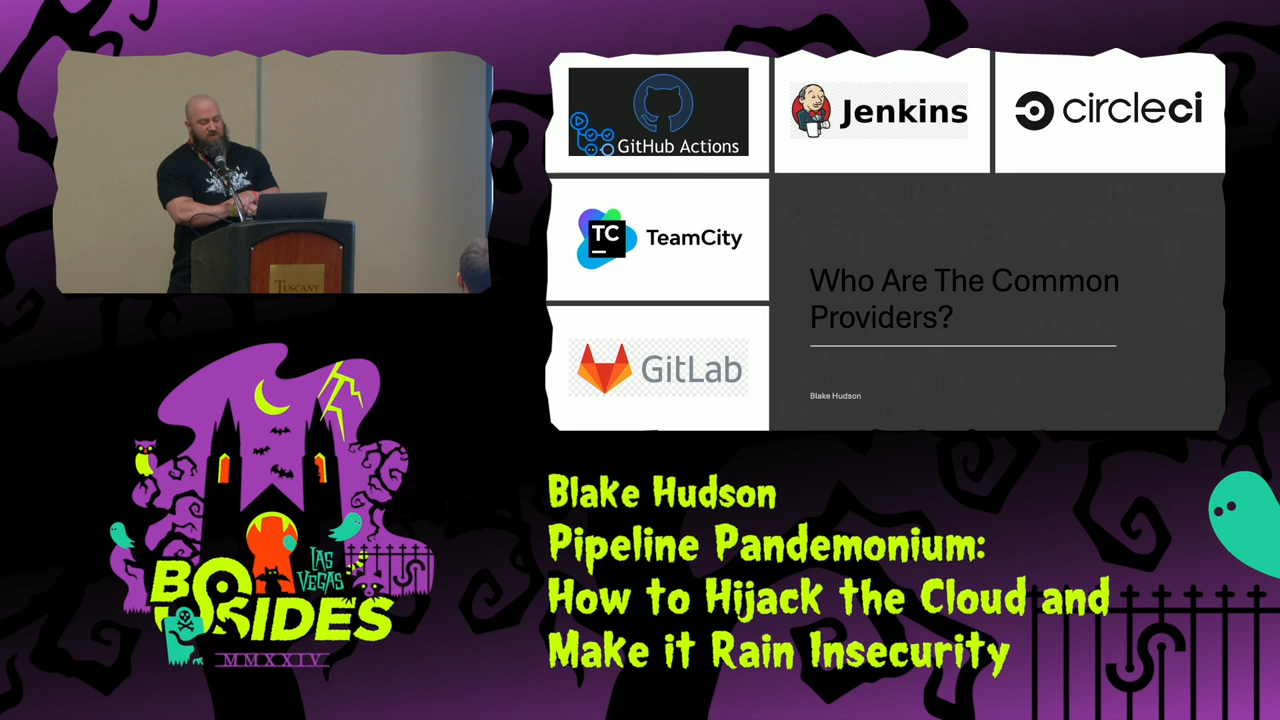 TUSCANY
GitHub Actions
Jenkins
circleci
TC
TeamCity
GitLab
Who Are The Common
Providers?
Blake Hudson
LAS
VEGAS
BSIDES
MMXXIV
Blake Hudson
Pipeline Pandemonium:
How to Hijack the Cloud and
Make it Rain Insecurity